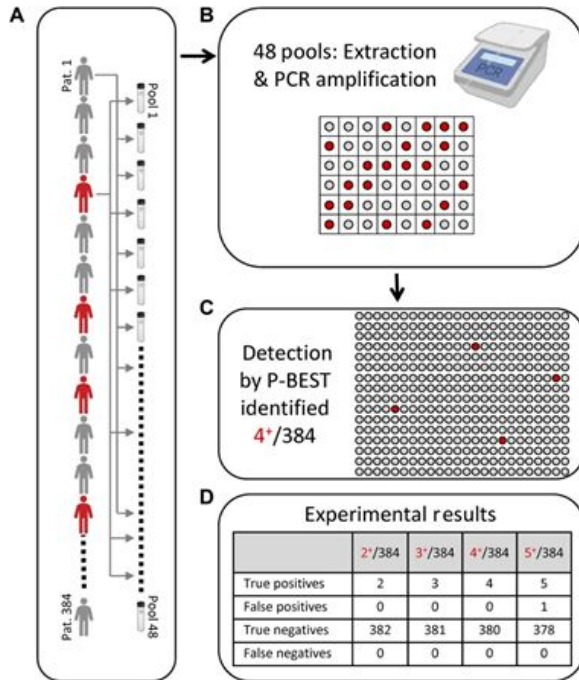 A
Pat. 1
Pool 1
Pat. 384
Pool 48
B
48 pools: Extraction
& PCR amplification
PCR
C
Detection
by P-BEST
identified
4⁺/384
D
Experimental results
2⁺/384 3⁺/384 4⁺/384 5⁺/384
True positives 2 3 4 5
False positives 0 0 0 1
True negatives 382 381 380 378
False negatives 0 0 0 0